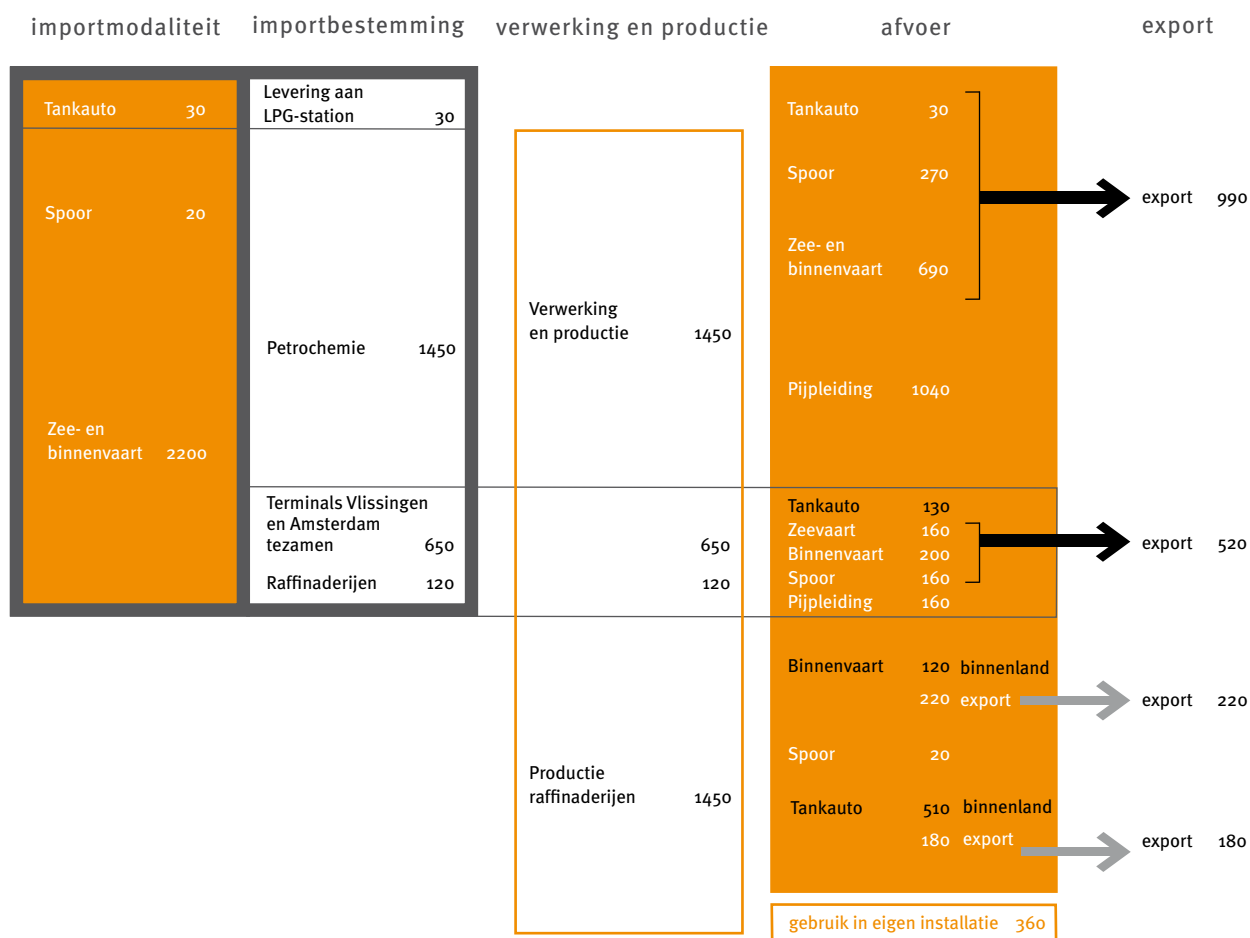 importmodaliteit importbestemming verwerking en productie afvoer export
Tankauto 30
Spoor 20
Zee- en
binnenvaart 2200
Levering aan
LPG-station 30
Petrochemie 1450
Terminals Vlissingen
en Amsterdam
tezamen 650
Raffinaderijen 120
Verwerking
en productie 1450
650
120
Productie
raffinaderijen 1450
Tankauto 30
Spoor 270
Zee- en
binnenvaart 690
Pijpleiding 1040
Tankauto 130
Zeevaart 160
Binnenvaart 200
Spoor 160
Pijpleiding 160
Binnenvaart 120 binnenland
220 export
Spoor 20
Tankauto 510 binnenland
180 export
gebruik in eigen installatie 360
export 990
export 520
export 220
export 180